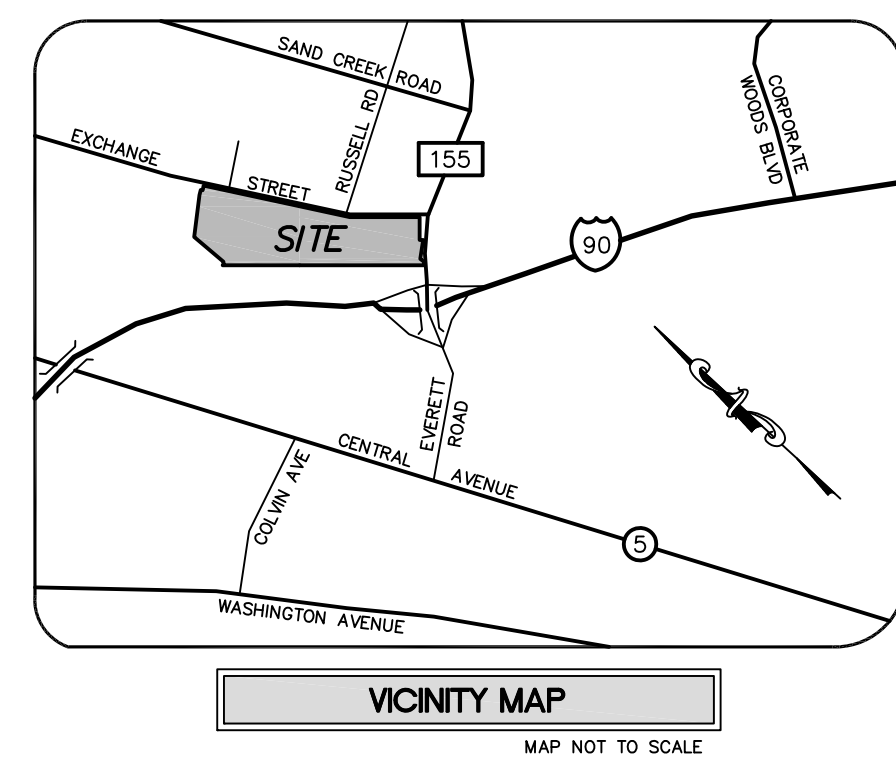 SAND CREEK ROAD
RUSSELL RD
EXCHANGE STREET
155
CORPORATE
WOODS BLVD
SITE
90
EVERETT
ROAD
CENTRAL AVENUE
COLVIN AVE
5
WASHINGTON AVENUE
VICINITY MAP
MAP NOT TO SCALE